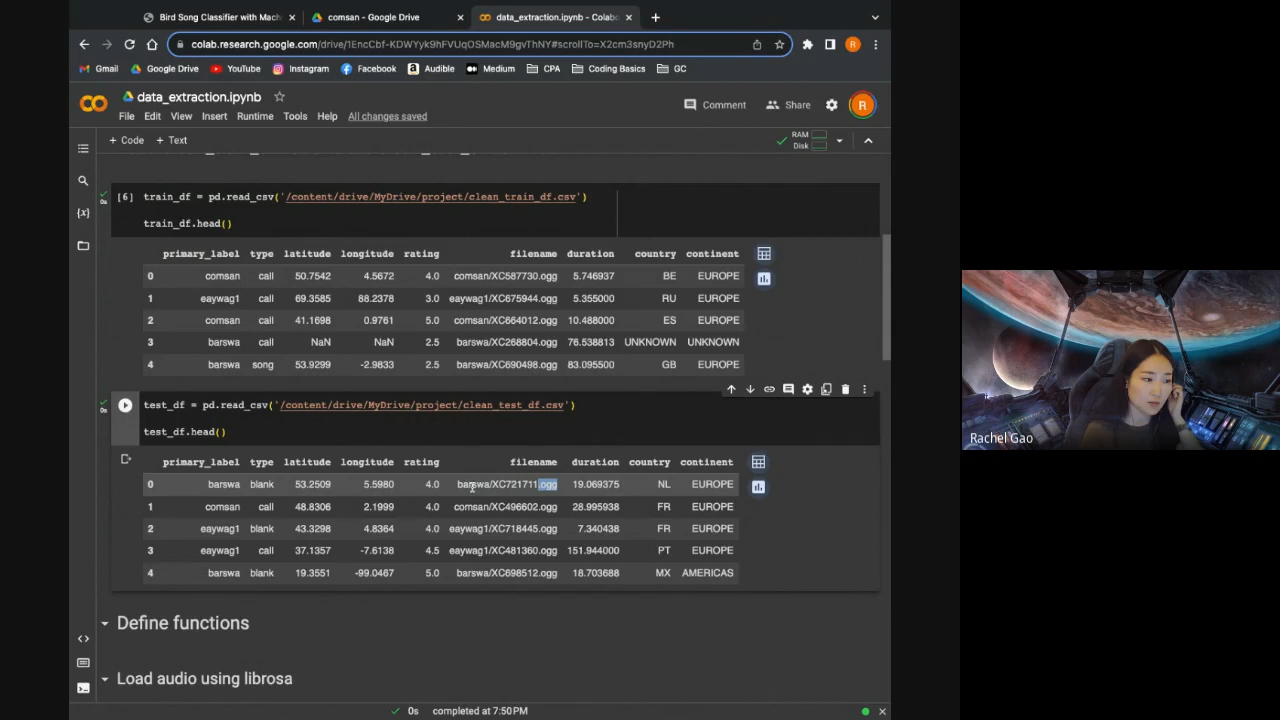 Bird Song Classifier with Mach
comsan - Google Drive
data_extraction.ipynb - Colabo
colab.research.google.com/drive/1EncCbf-KDWYyk9hFVUqOSMacM9gvThNY#scrollTo=X2cm3snyD2Ph
R
Gmail Google Drive YouTube Instagram Facebook Audible Medium CPA Coding Basics GC
data_extraction.ipynb
Comment Share R
File Edit View Insert Runtime Tools Help All changes saved
+ Code + Text
RAM
Disk
[6] train_df = pd.read_csv('/content/drive/MyDrive/project/clean_train_df.csv')
0s
train_df.head()
primary_label type latitude longitude rating filename duration country continent
0 comsan call 50.7542 4.5672 4.0 comsan/XC587730.ogg 5.746937 BE EUROPE
1 eaywag1 call 69.3585 88.2378 3.0 eaywag1/XC675944.ogg 5.355000 RU EUROPE
2 comsan call 41.1698 0.9761 5.0 comsan/XC664012.ogg 10.488000 ES EUROPE
3 barswa call NaN NaN 2.5 barswa/XC268804.ogg 76.538813 UNKNOWN UNKNOWN
4 barswa song 53.9299 -2.9833 2.5 barswa/XC690498.ogg 83.095500 GB EUROPE
test_df = pd.read_csv('/content/drive/MyDrive/project/clean_test_df.csv')
0s
test_df.head()
primary_label type latitude longitude rating filename duration country continent
0 barswa blank 53.2509 5.5980 4.0 barswa/XC721711.ogg 19.069375 NL EUROPE
1 comsan call 48.8306 2.1999 4.0 comsan/XC496602.ogg 28.995938 FR EUROPE
2 eaywag1 blank 43.3298 4.8364 4.0 eaywag1/XC718445.ogg 7.340438 FR EUROPE
3 eaywag1 call 37.1357 -7.6138 4.5 eaywag1/XC481360.ogg 151.944000 PT EUROPE
4 barswa blank 19.3551 -99.0467 5.0 barswa/XC698512.ogg 18.703688 MX AMERICAS
Define functions
Load audio using librosa
0s completed at 7:50PM
Rachel Gao